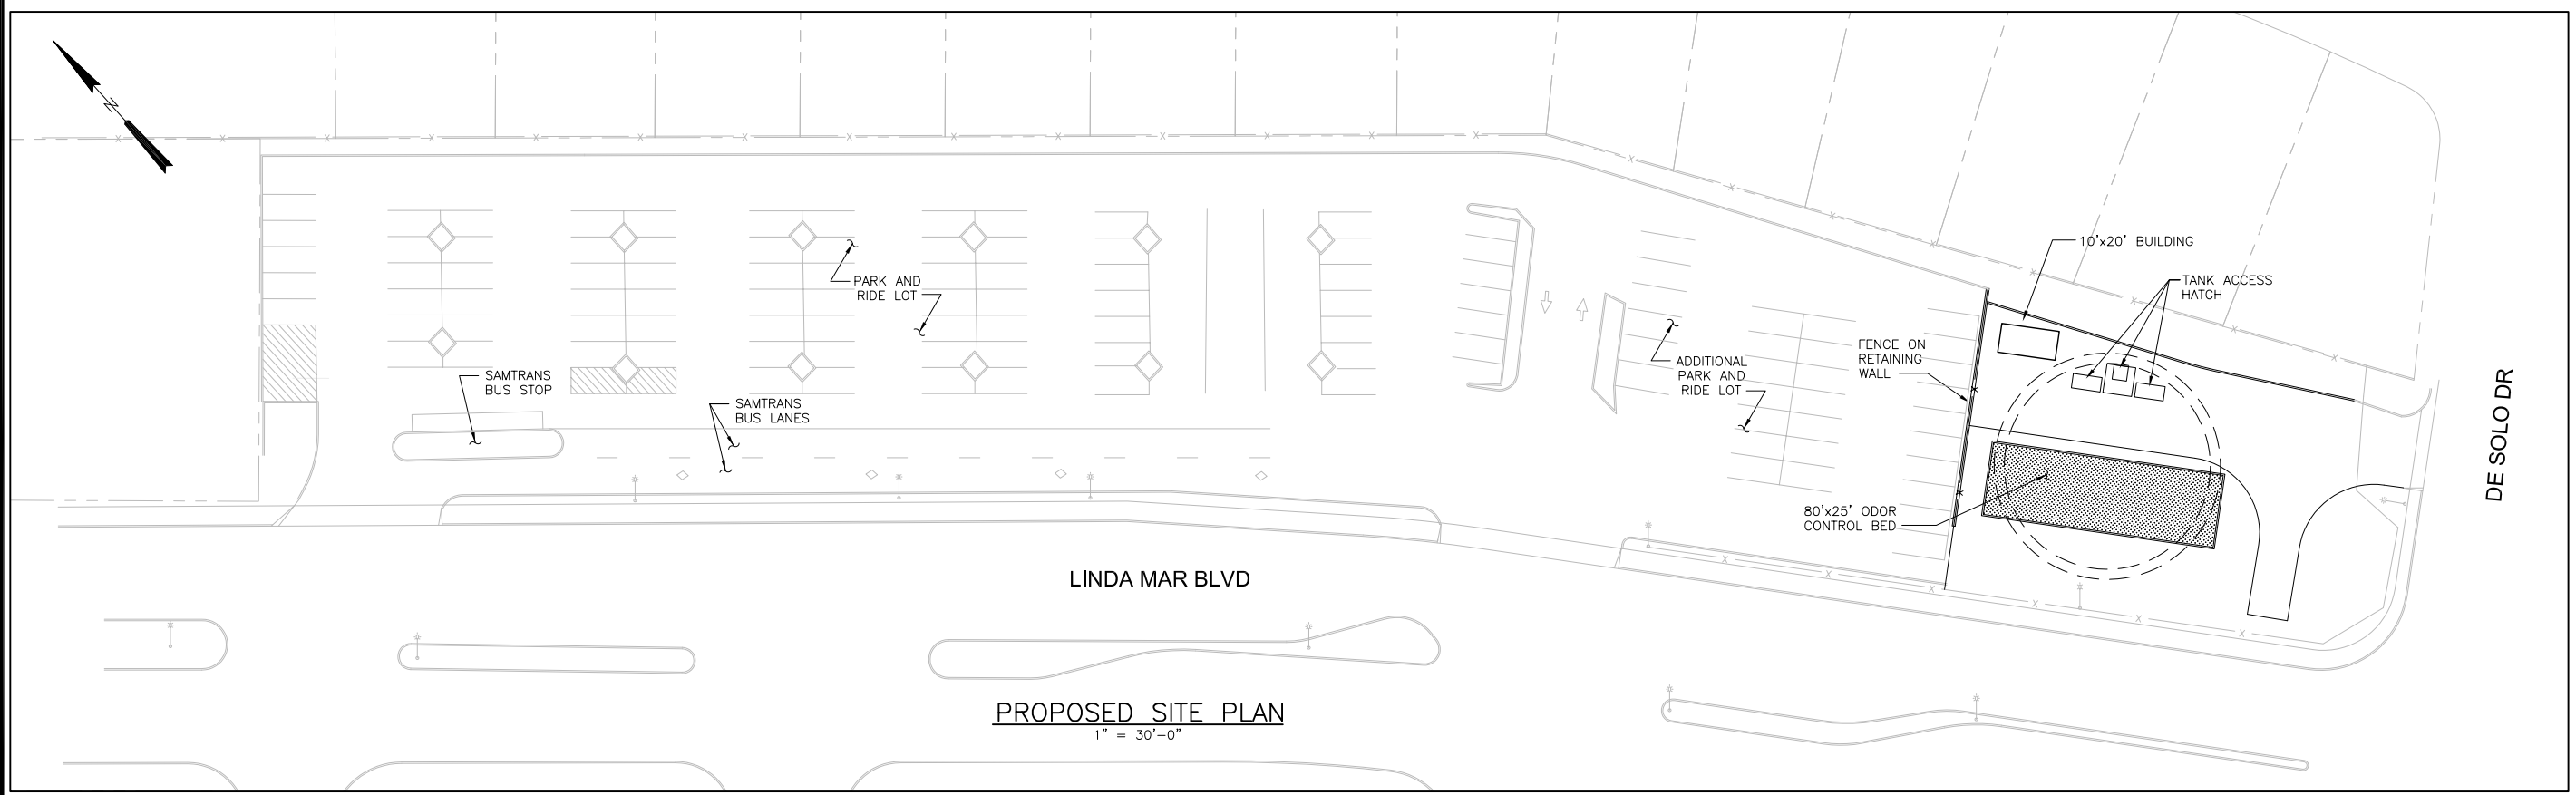 N
10'x20' BUILDING
TANK ACCESS
HATCH
PARK AND
RIDE LOT
FENCE ON
RETAINING
WALL
ADDITIONAL
PARK AND
RIDE LOT
SAMTRANS
BUS STOP
SAMTRANS
BUS LANES
DE SOLO DR
80'x25' ODOR
CONTROL BED
LINDA MAR BLVD
PROPOSED SITE PLAN
1" = 30'-0"